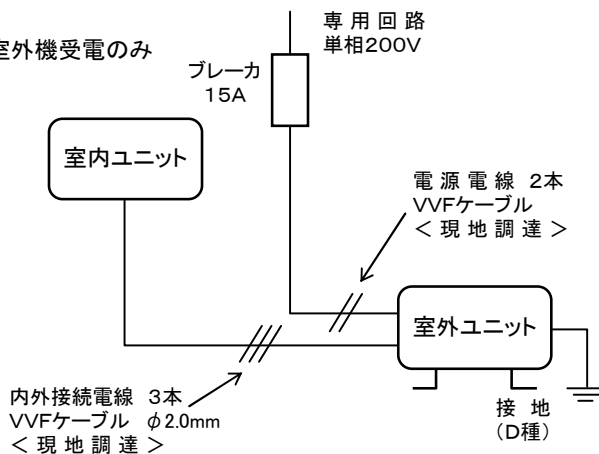 室外機受電のみ
専用回路
単相200V
ブレーカ
15A
室内ユニット
電源電線 2本
VVFケーブル
＜現地調達＞
室外ユニット
内外接続電線 3本
VVFケーブル φ2.0mm
＜現地調達＞
接地
（D種）